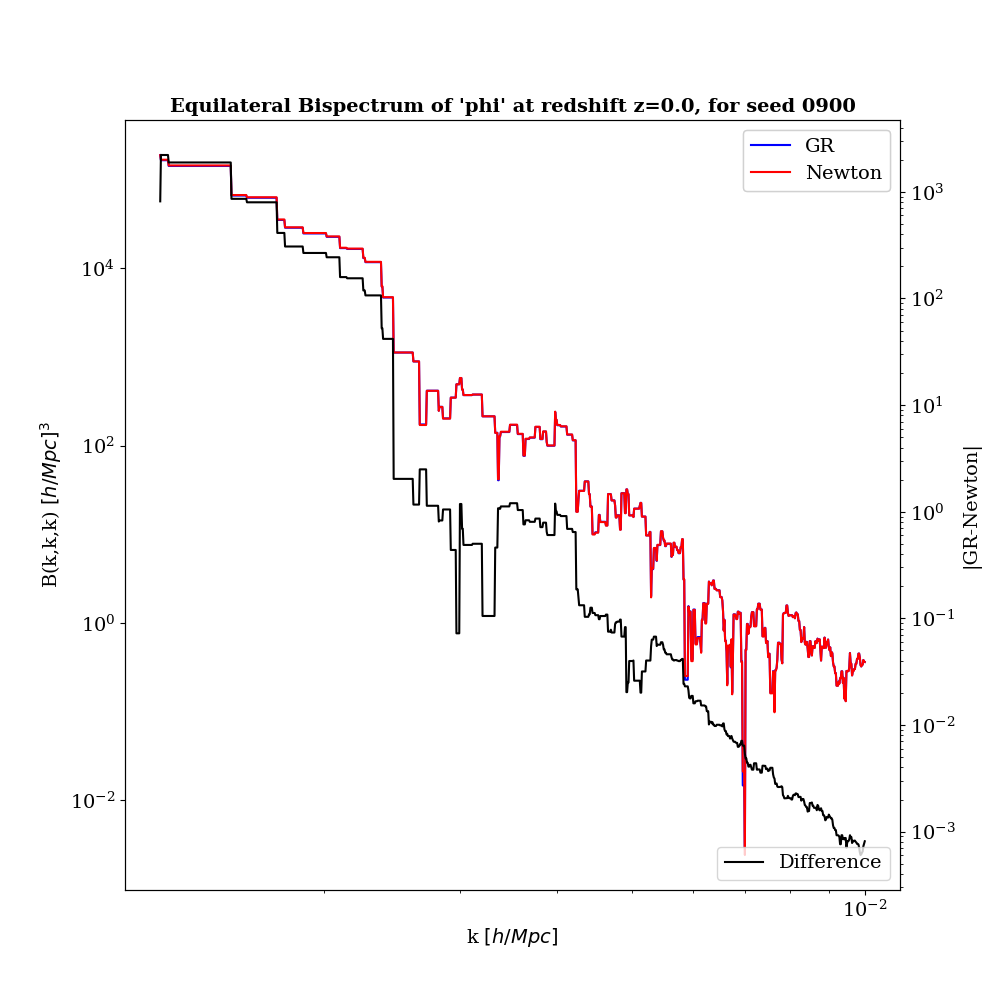 Equilateral Bispectrum of 'phi' at redshift z=0.0, for seed 0900
GR
Newton
10^4
10^2
10^0
10^-2
B(k,k,k) [h/Mpc]^3
10^3
10^2
10^1
10^0
10^-1
10^-2
10^-3
|GR-Newton|
Difference
10^-2
k [h/Mpc]